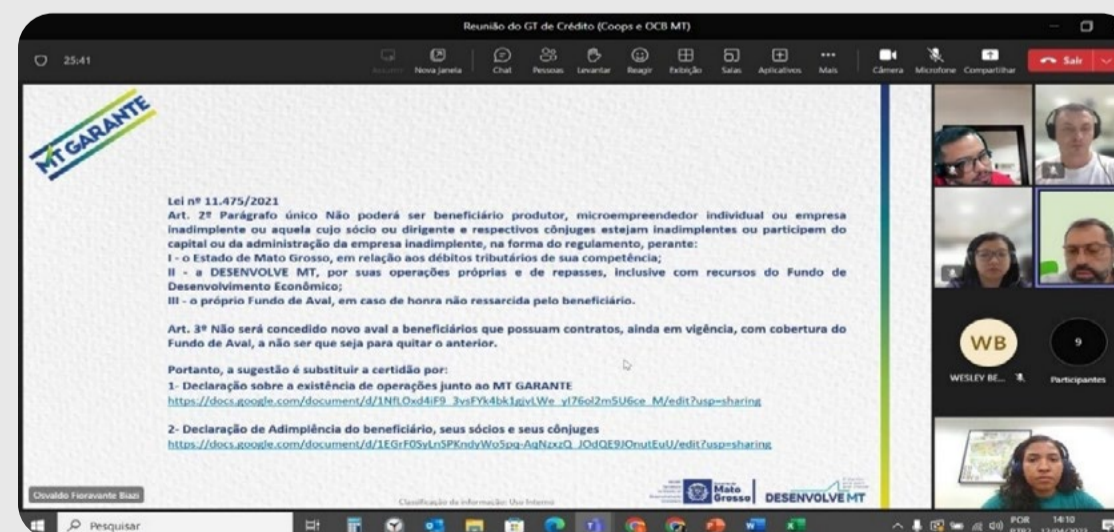 Reunião do GT de Crédito (Coops e OCB MT)
25:41
Nova janela
Chat
Pessoas
Levantar
Reagir
Exibição
Salas
Aplicativos
Mais
Câmera
Microfone
Compartilhar
Sair
MT GARANTE
Lei nº 11.475/2021
Art. 2º Parágrafo único Não poderá ser beneficiário produtor, microempreendedor individual ou empresa
inadimplente ou aquela cujo sócio ou dirigente e respectivos cônjuges estejam inadimplentes ou participem do
capital ou da administração da empresa inadimplente, na forma do regulamento, perante:
I - o Estado de Mato Grosso, em relação aos débitos tributários de sua competência;
II - a DESENVOLVE MT, por suas operações próprias e de repasses, inclusive com recursos do Fundo de
Desenvolvimento Econômico;
III - o próprio Fundo de Aval, em caso de honra não ressarcida pelo beneficiário.
Art. 3º Não será concedido novo aval a beneficiários que possuam contratos, ainda em vigência, com cobertura do
Fundo de Aval, a não ser que seja para quitar o anterior.
Portanto, a sugestão é substituir a certidão por:
1- Declaração sobre a existência de operações junto ao MT GARANTE
2- Declaração de Adimplência do beneficiário, seus sócios e seus cônjuges
WB
WESLEY BE...
9
Participantes
Osvaldo Fioravante Biazi
Classificação da informação: Uso Interno
Mato
Grosso
DESENVOLVE MT
Pesquisar
POR
14:10